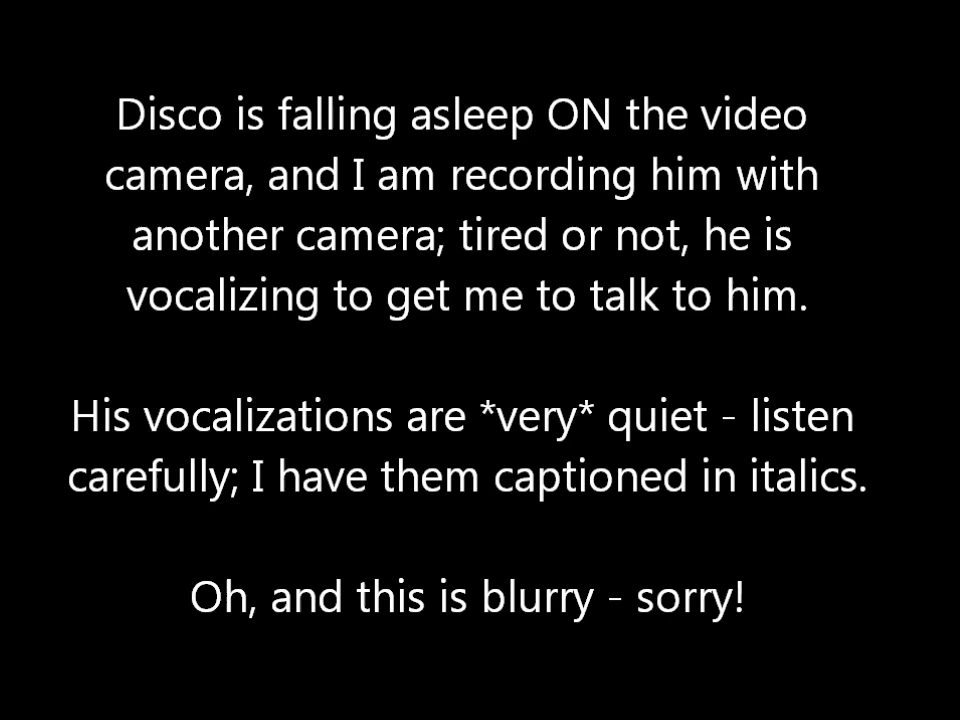 Disco is falling asleep ON the video
camera, and I am recording him with
another camera; tired or not, he is
vocalizing to get me to talk to him.
His vocalizations are *very* quiet - listen
carefully; I have them captioned in italics.
Oh, and this is blurry - sorry!